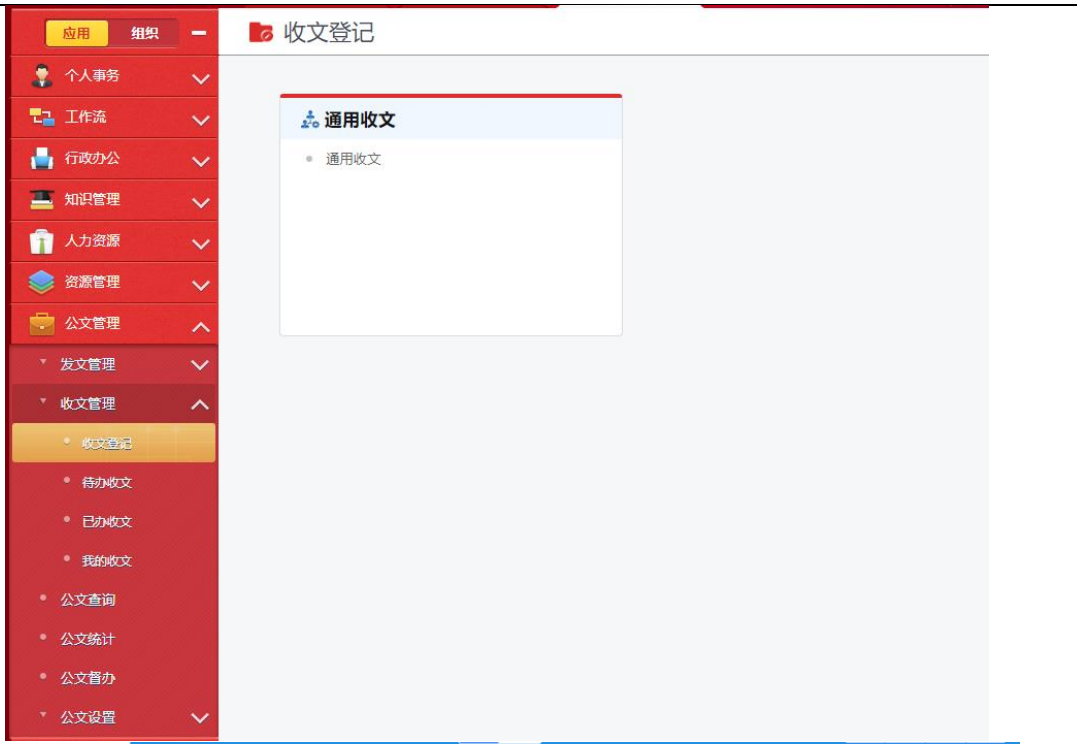 应用 组织
收文登记
个人事务
通用收文
工作流
通用收文
行政办公
知识管理
人力资源
资源管理
公文管理
发文管理
收文管理
收文登记
待办收文
已办收文
我的收文
公文查询
公文统计
公文督办
公文设置